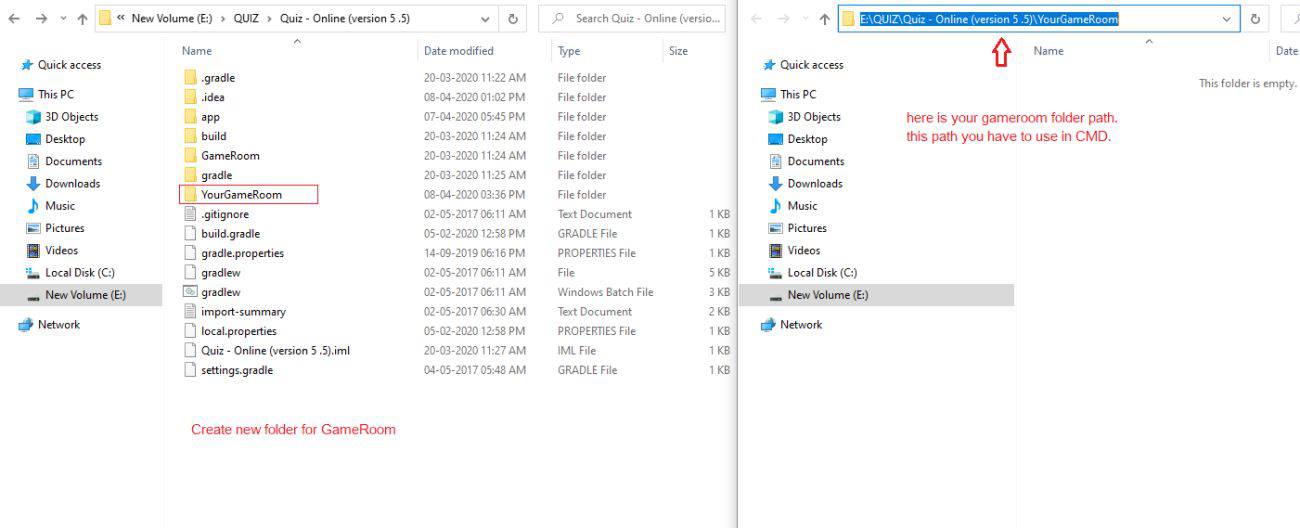 « New Volume (E:) > QUIZ > Quiz - Online (version 5 .5)
Search Quiz - Online (versio...
Name Date modified Type Size
Quick access
This PC
3D Objects
Desktop
Documents
Downloads
Music
Pictures
Videos
Local Disk (C:)
New Volume (E:)
Network
.gradle 20-03-2020 11:22 AM File folder
.idea 08-04-2020 01:02 PM File folder
app 07-04-2020 05:45 PM File folder
build 20-03-2020 11:24 AM File folder
GameRoom 20-03-2020 11:24 AM File folder
gradle 20-03-2020 11:25 AM File folder
YourGameRoom 08-04-2020 03:36 PM File folder
.gitignore 02-05-2017 06:11 AM Text Document 1 KB
build.gradle 05-02-2020 12:58 PM GRADLE File 1 KB
gradle.properties 14-09-2019 06:16 PM PROPERTIES File 1 KB
gradlew 02-05-2017 06:11 AM File 5 KB
gradlew 02-05-2017 06:11 AM Windows Batch File 3 KB
import-summary 02-05-2017 06:30 AM Text Document 2 KB
local.properties 05-02-2020 12:58 PM PROPERTIES File 1 KB
Quiz - Online (version 5 .5).iml 20-03-2020 11:27 AM IML File 1 KB
settings.gradle 04-05-2017 05:48 AM GRADLE File 1 KB
Create new folder for GameRoom
E:\QUIZ\Quiz - Online (version 5 .5)\YourGameRoom
Name Date
Quick access
This PC
3D Objects
Desktop
Documents
Downloads
Music
Pictures
Videos
Local Disk (C:)
New Volume (E:)
Network
This folder is empty.
here is your gameroom folder path.
this path you have to use in CMD.